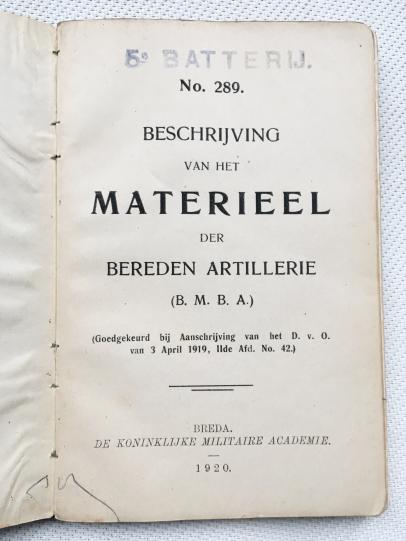 5e BATTERIJ.
No. 289.
BESCHRIJVING
VAN HET
MATERIEEL
DER
BEREDEN ARTILLERIE
(B. M. B. A.)
(Goedgekeurd bij Aanschrijving van het D. v. O.
van 3 April 1919, IIde Afd. No. 42.)
BREDA.
DE KONINKLIJKE MILITAIRE ACADEMIE.
1920.